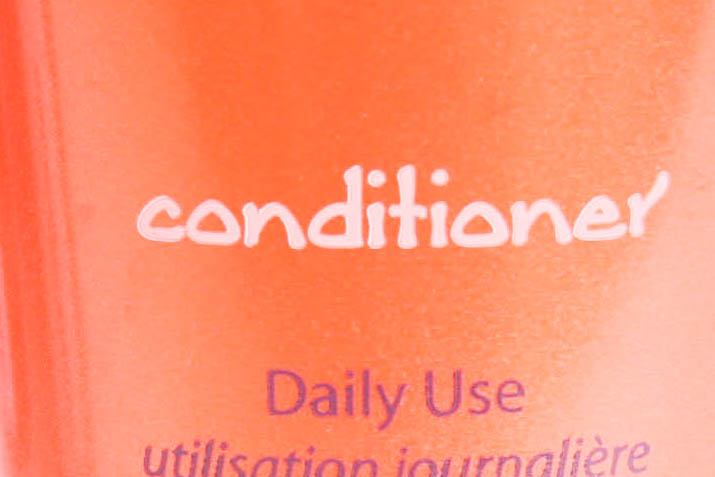 conditioner
Daily Use
utilisation journalière